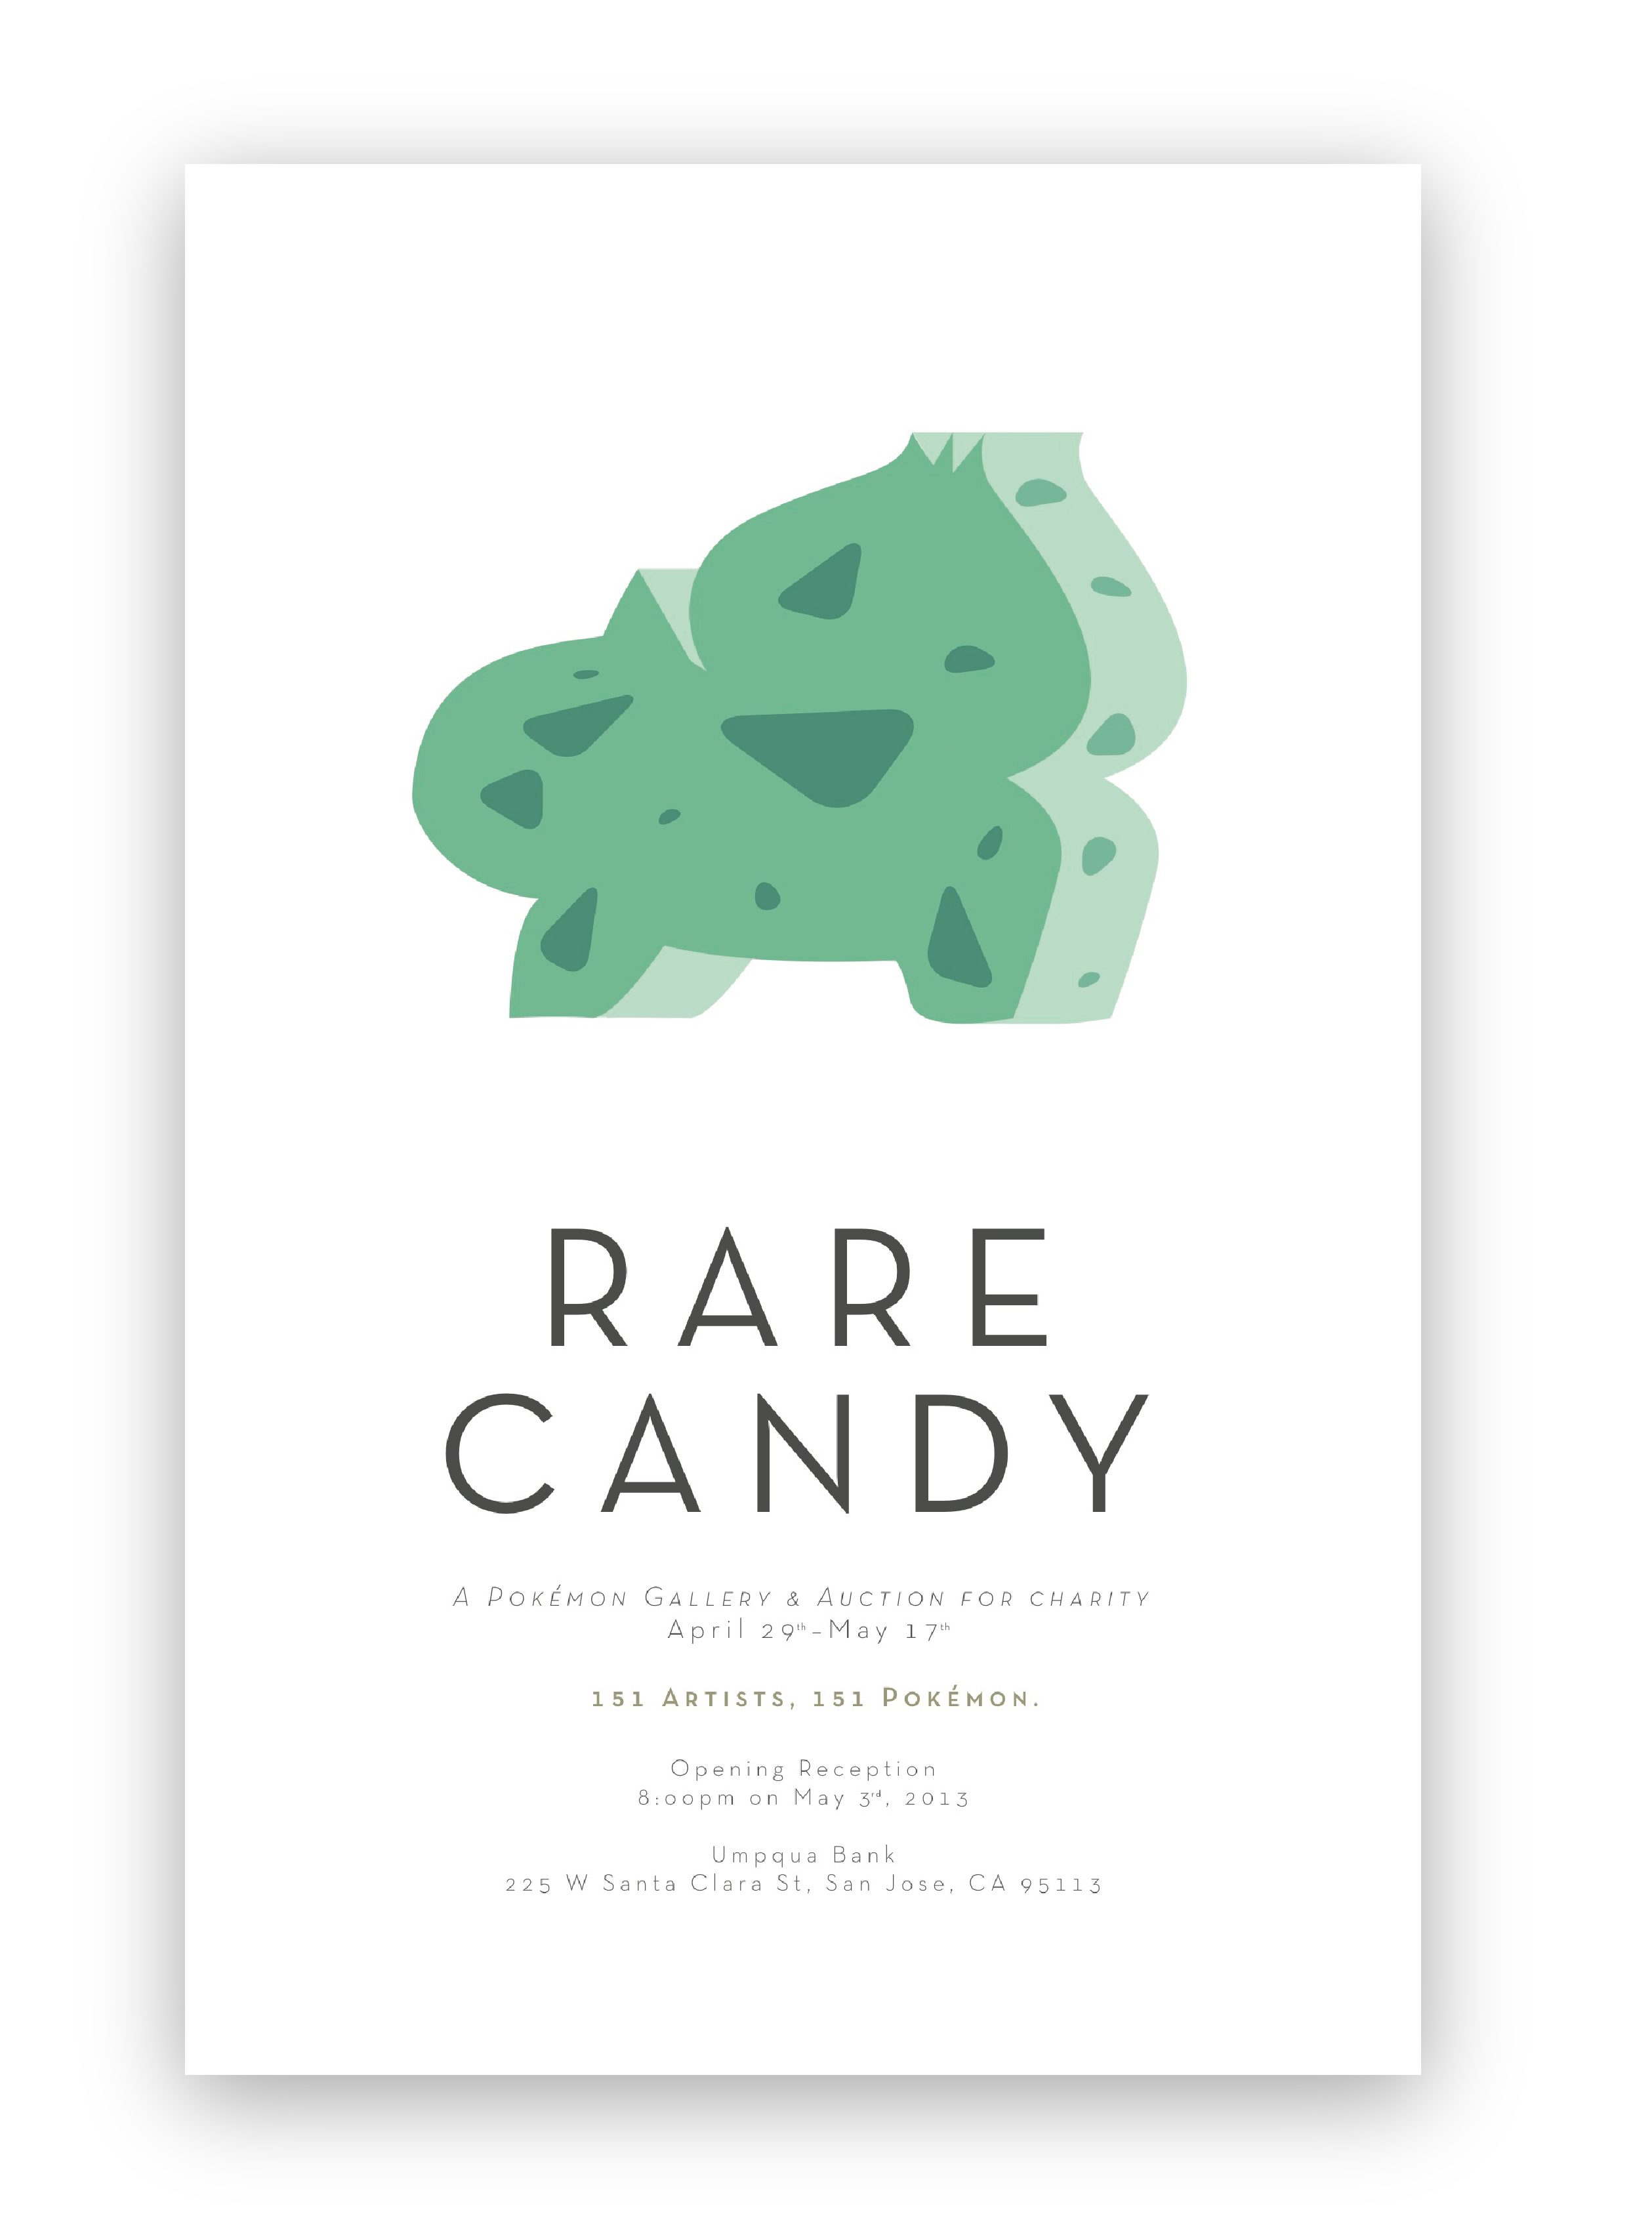 RARE
CANDY
A Pokémon Gallery & Auction for charity
April 29th–May 17th
151 Artists, 151 Pokémon.
Opening Reception
8:00pm on May 3rd, 2013
Umpqua Bank
225 W Santa Clara St, San Jose, CA 95113